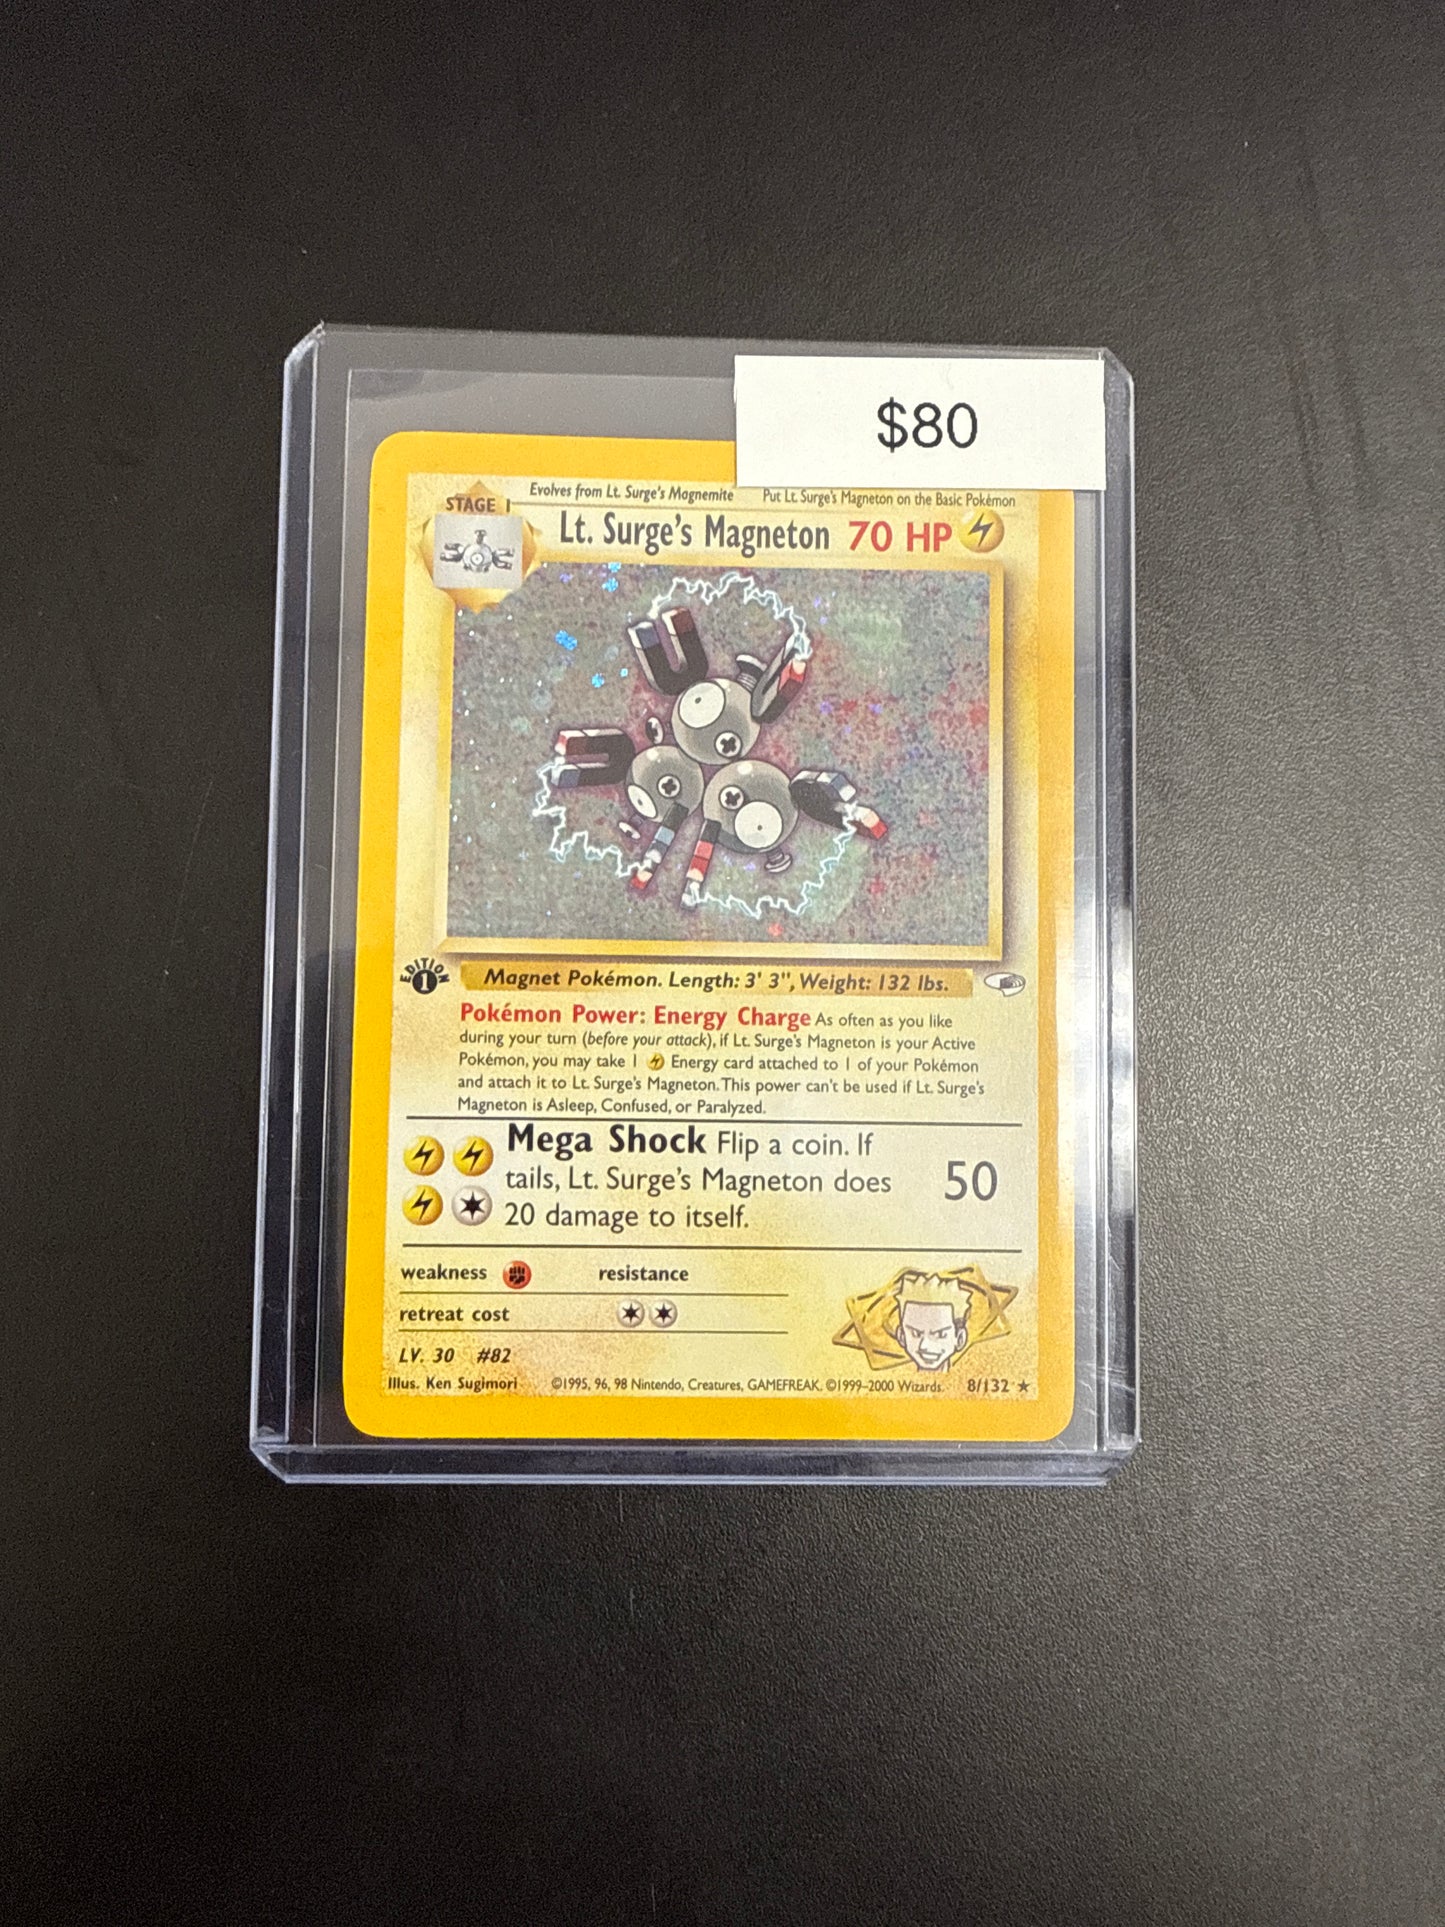 $80
STAGE 1
Evolves from Lt. Surge's Magnemite
Put Lt. Surge's Magneton on the Basic Pokémon
Lt. Surge's Magneton 70 HP
EDITION
1
Magnet Pokémon. Length: 3' 3", Weight: 132 lbs.
Pokémon Power: Energy Charge As often as you like
during your turn (before your attack), if Lt. Surge's Magneton is your Active
Pokémon, you may take 1 Energy card attached to 1 of your Pokémon
and attach it to Lt. Surge's Magneton. This power can't be used if Lt. Surge's
Magneton is Asleep, Confused, or Paralyzed.
Mega Shock Flip a coin. If
tails, Lt. Surge's Magneton does
20 damage to itself.
50
weakness
resistance
retreat cost
LV. 30 #82
Illus. Ken Sugimori
©1995, 96, 98 Nintendo, Creatures, GAMEFREAK. ©1999–2000 Wizards.
8/132 ★